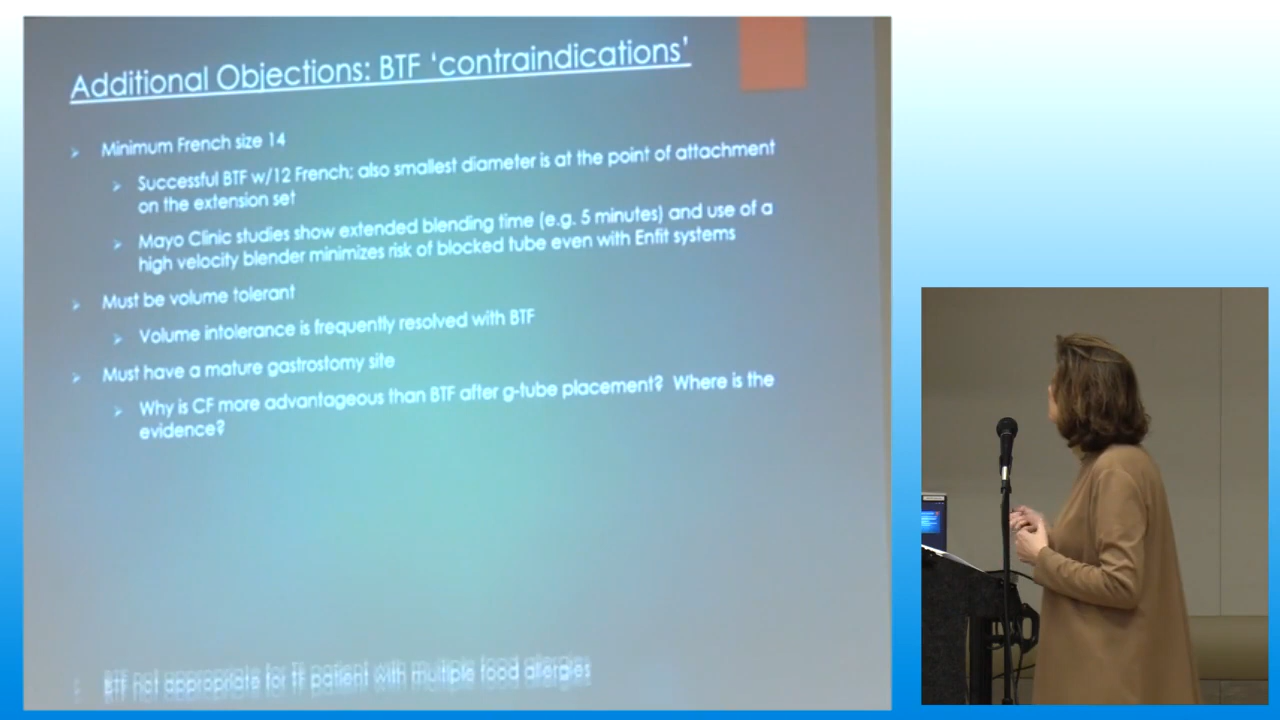 Additional Objections: BTF ‘contraindications’
Minimum French size 14
Successful BTF w/12 French; also smallest diameter is at the point of attachment
on the extension set
Mayo Clinic studies show extended blending time (e.g. 5 minutes) and use of a
high velocity blender minimizes risk of blocked tube even with Enfit systems
Must be volume tolerant
Volume intolerance is frequently resolved with BTF
Must have a mature gastrostomy site
Why is CF more advantageous than BTF after g-tube placement? Where is the
evidence?
BTF not appropriate for TF patient with multiple food allergies